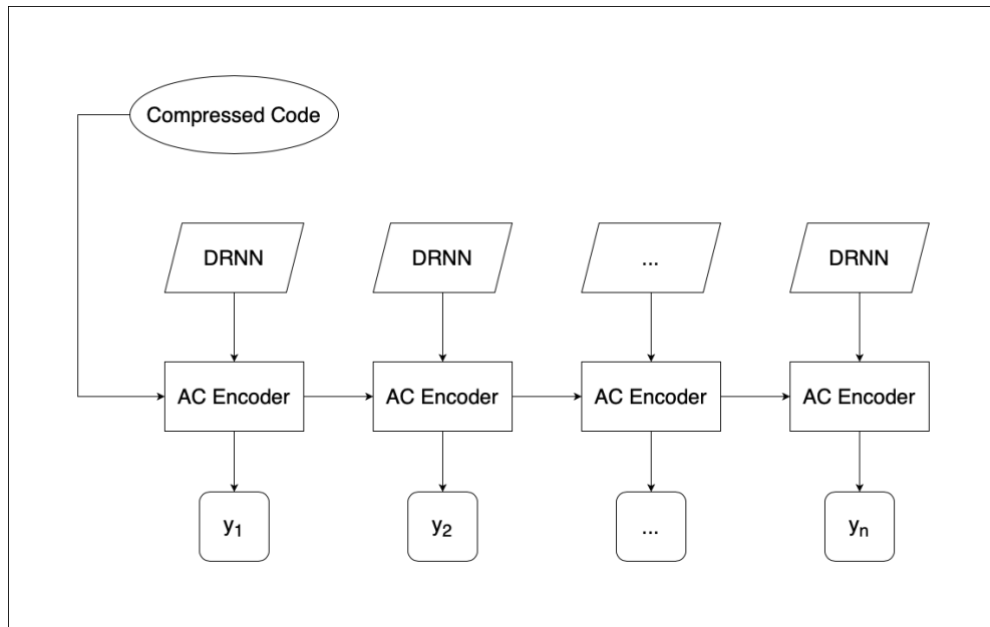 Compressed Code
DRNN
DRNN
...
DRNN
AC Encoder
AC Encoder
AC Encoder
AC Encoder
y₁
y₂
...
yₙ